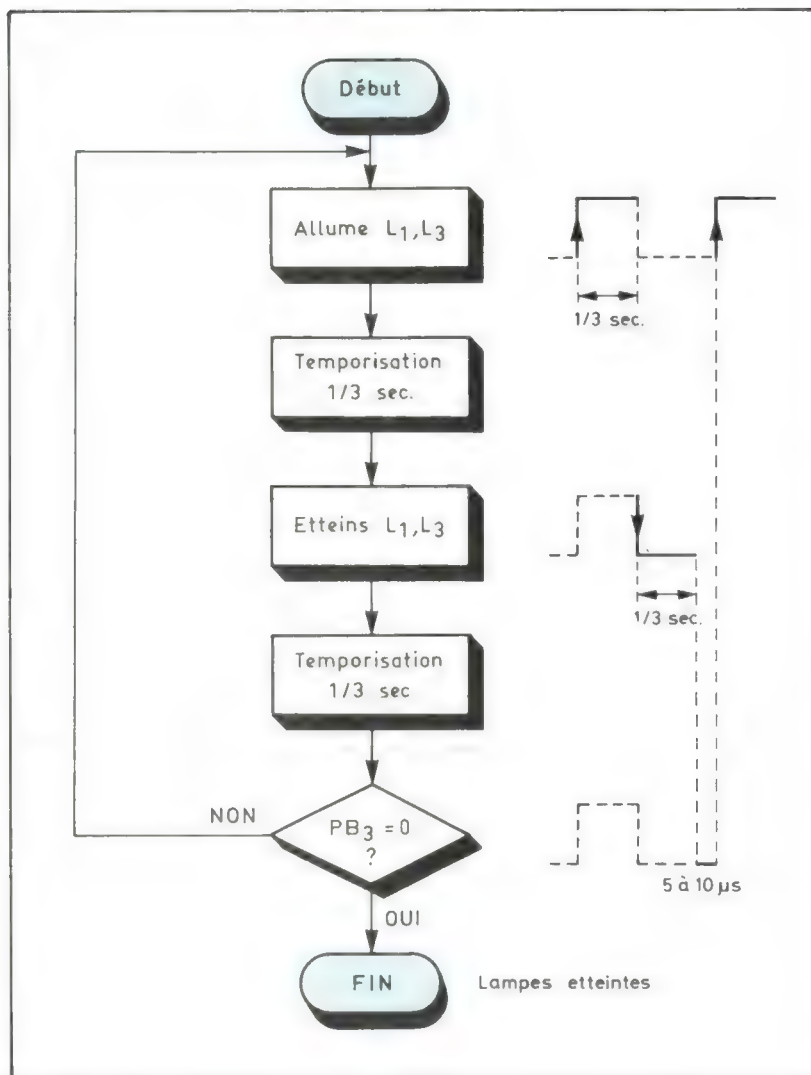 Début
Allume L1,L3
1/3 sec.
Temporisation
1/3 sec.
Etteins L1,L3
1/3 sec.
Temporisation
1/3 sec
NON
PB3 = 0
?
5 à 10 µs
OUI
FIN
Lampes etteintes